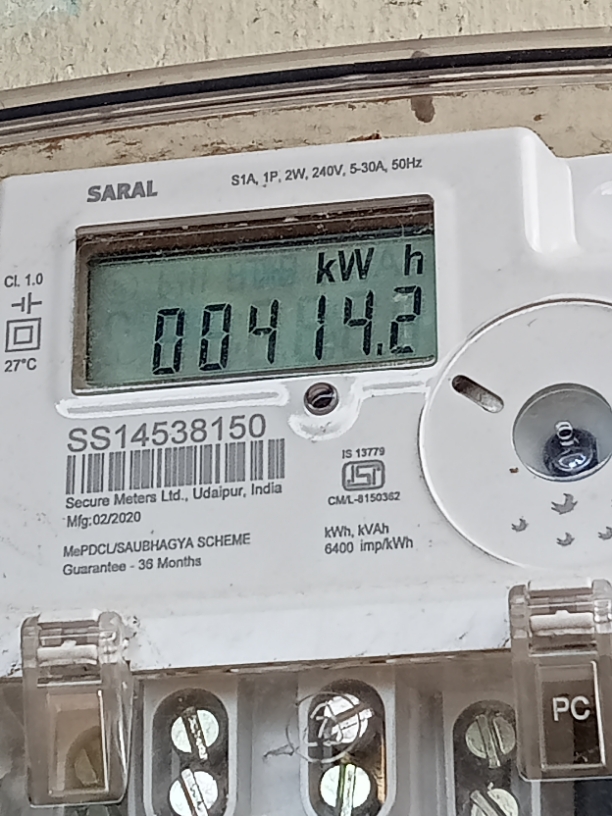 SARAL
S1A, 1P, 2W, 240V, 5-30A, 50Hz
kW h
00414.2
Cl. 1.0
27°C
SS14538150
Secure Meters Ltd., Udaipur, India
Mfg:02/2020
MePDCL/SAUBHAGYA SCHEME
Guarantee - 36 Months
IS 13779
CM/L-8150362
kWh, kVAh
6400 imp/kWh
PC